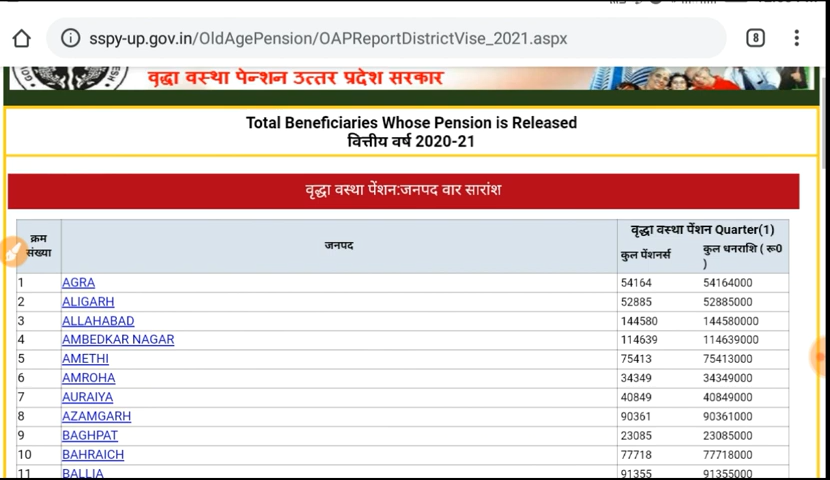 sspy-up.gov.in/OldAgePension/OAPReportDistrictVise_2021.aspx
8
वृद्धा वस्था पेन्शन उत्तर प्रदेश सरकार
Total Beneficiaries Whose Pension is Released
वित्तीय वर्ष 2020-21
वृद्धा वस्था पेंशन:जनपद वार सारांश
क्रम संख्या जनपद वृद्धा वस्था पेंशन Quarter(1)
कुल पेंशनर्स कुल धनराशि ( रू0 )
1 AGRA 54164 54164000
2 ALIGARH 52885 52885000
3 ALLAHABAD 144580 144580000
4 AMBEDKAR NAGAR 114639 114639000
5 AMETHI 75413 75413000
6 AMROHA 34349 34349000
7 AURAIYA 40849 40849000
8 AZAMGARH 90361 90361000
9 BAGHPAT 23085 23085000
10 BAHRAICH 77718 77718000
11 BALLIA 91355 91355000